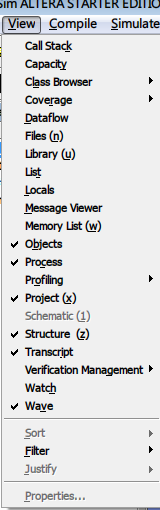 Sim ALTERA STARTER EDITIO
View Compile Simulate
Call Stack
Capacity
Class Browser
Coverage
Dataflow
Files (n)
Library (u)
List
Locals
Message Viewer
Memory List (w)
Objects
Process
Profiling
Project (x)
Schematic (1)
Structure (z)
Transcript
Verification Management
Watch
Wave
Sort
Filter
Justify
Properties...